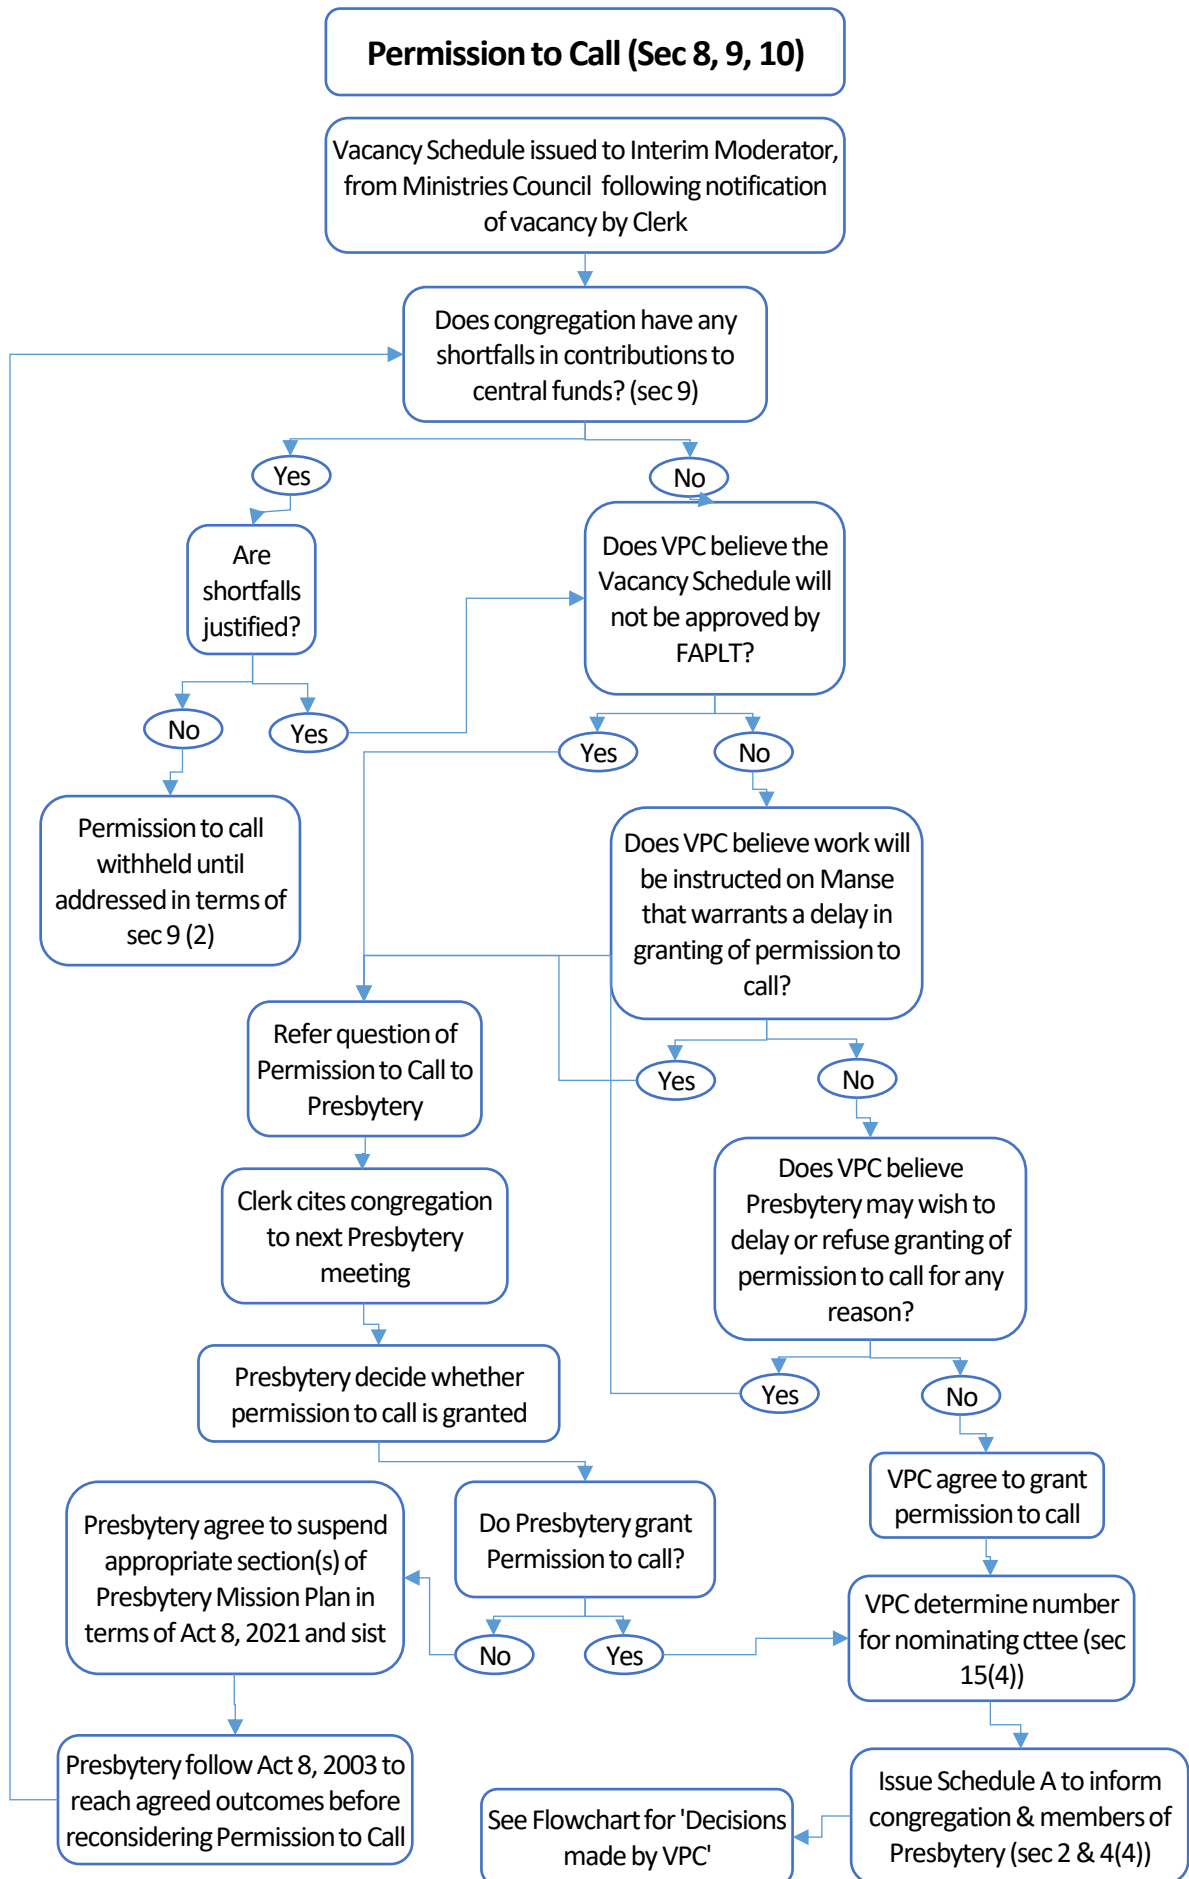 Permission to Call (Sec 8, 9, 10)
Vacancy Schedule issued to Interim Moderator,
from Ministries Council following notification
of vacancy by Clerk
Does congregation have any
shortfalls in contributions to
central funds? (sec 9)
Yes
No
Are
shortfalls
justified?
Does VPC believe the
Vacancy Schedule will
not be approved by
FAPLT?
No
Yes
Yes
No
Permission to call
withheld until
addressed in terms of
sec 9 (2)
Does VPC believe work will
be instructed on Manse
that warrants a delay in
granting of permission to
call?
Refer question of
Permission to Call to
Presbytery
Yes
No
Clerk cites congregation
to next Presbytery
meeting
Does VPC believe
Presbytery may wish to
delay or refuse granting of
permission to call for any
reason?
Presbytery decide whether
permission to call is granted
Yes
No
VPC agree to grant
permission to call
Presbytery agree to suspend
appropriate section(s) of
Presbytery Mission Plan in
terms of Act 8, 2021 and sist
Do Presbytery grant
Permission to call?
No
Yes
VPC determine number
for nominating cttee (sec
15(4))
Presbytery follow Act 8, 2003 to
reach agreed outcomes before
reconsidering Permission to Call
See Flowchart for 'Decisions
made by VPC'
Issue Schedule A to inform
congregation & members of
Presbytery (sec 2 & 4(4))